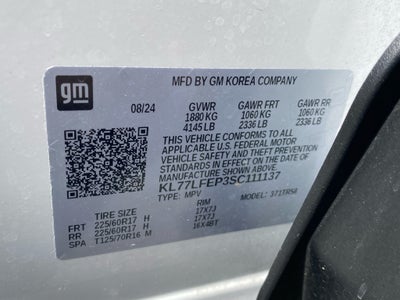 gm
MFD BY GM KOREA COMPANY
08/24 GVWR GAWR FRT GAWR RR
1880 KG 1060 KG 1060 KG
4145 LB 2336 LB 2336 LB
THIS VEHICLE CONFORMS TO ALL
APPLICABLE U.S. FEDERAL MOTOR
VEHICLE SAFETY, BUMPER, AND THEFT PREVENTION
STANDARDS IN EFFECT ON THE DATE OF
MANUFACTURE SHOWN ABOVE.
KL77LFEP3SC111137
TYPE: MPV MODEL: 1TR58
TIRE SIZE RIM
FRT 225/60R17 H 17X7J
RR 225/60R17 H 17X7J
SPA T125/70R16 M 16X4BT